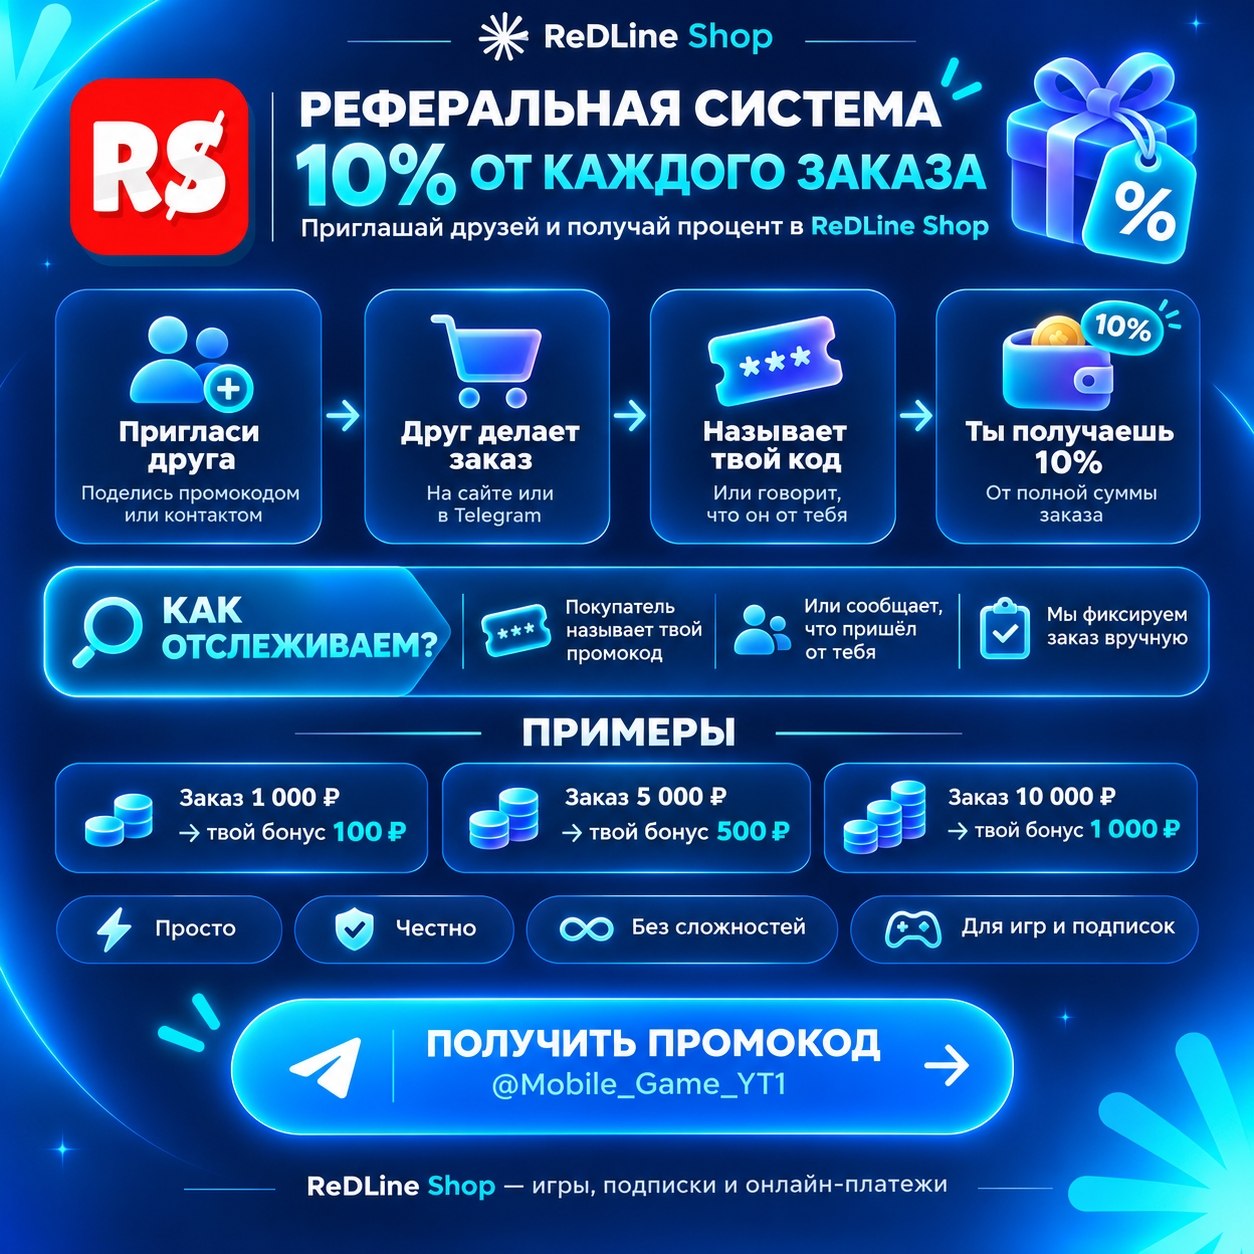 ReDLine Shop
RS
РЕФЕРАЛЬНАЯ СИСТЕМА
10% ОТ КАЖДОГО ЗАКАЗА
Приглашай друзей и получай процент в ReDLine Shop
%
Пригласи
друга
Поделись промокодом
или контактом
Друг делает
заказ
На сайте или
в Telegram
***
Называет
твой код
Или говорит,
что он от тебя
10%
Ты получаешь
10%
От полной суммы
заказа
КАК
ОТСЛЕЖИВАЕМ?
***
Покупатель
называет твой
промокод
Или сообщает,
что пришёл
от тебя
Мы фиксируем
заказ вручную
ПРИМЕРЫ
Заказ 1 000 ₽
→ твой бонус 100 ₽
Заказ 5 000 ₽
→ твой бонус 500 ₽
Заказ 10 000 ₽
→ твой бонус 1 000 ₽
Просто
Честно
Без сложностей
Для игр и подписок
ПОЛУЧИТЬ ПРОМОКОД
@Mobile_Game_YT1
ReDLine Shop — игры, подписки и онлайн-платежи